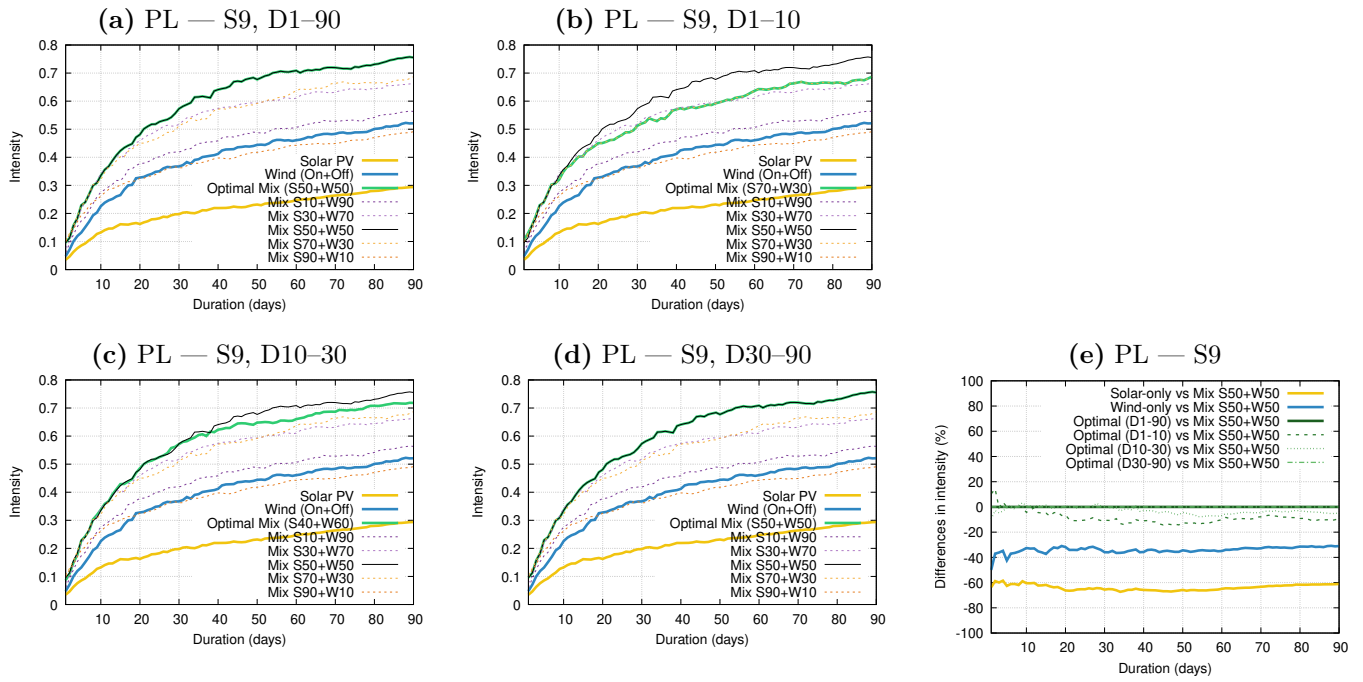 (a) PL — S9, D1–90
0.8
0.7
0.6
0.5
0.4
0.3
0.2
0.1
0
Intensity
Solar PV
Wind (On+Off)
Optimal Mix (S50+W50)
Mix S10+W90
Mix S30+W70
Mix S50+W50
Mix S70+W30
Mix S90+W10
10 20 30 40 50 60 70 80 90
Duration (days)
(b) PL — S9, D1–10
0.8
0.7
0.6
0.5
0.4
0.3
0.2
0.1
0
Intensity
Solar PV
Wind (On+Off)
Optimal Mix (S70+W30)
Mix S10+W90
Mix S30+W70
Mix S50+W50
Mix S70+W30
Mix S90+W10
10 20 30 40 50 60 70 80 90
Duration (days)
(c) PL — S9, D10–30
0.8
0.7
0.6
0.5
0.4
0.3
0.2
0.1
0
Intensity
Solar PV
Wind (On+Off)
Optimal Mix (S40+W60)
Mix S10+W90
Mix S30+W70
Mix S50+W50
Mix S70+W30
Mix S90+W10
10 20 30 40 50 60 70 80 90
Duration (days)
(d) PL — S9, D30–90
0.8
0.7
0.6
0.5
0.4
0.3
0.2
0.1
0
Intensity
Solar PV
Wind (On+Off)
Optimal Mix (S50+W50)
Mix S10+W90
Mix S30+W70
Mix S50+W50
Mix S70+W30
Mix S90+W10
10 20 30 40 50 60 70 80 90
Duration (days)
(e) PL — S9
100
80
60
40
20
0
-20
-40
-60
-80
-100
Differences in intensity (%)
Solar-only vs Mix S50+W50
Wind-only vs Mix S50+W50
Optimal (D1-90) vs Mix S50+W50
Optimal (D1-10) vs Mix S50+W50
Optimal (D10-30) vs Mix S50+W50
Optimal (D30-90) vs Mix S50+W50
10 20 30 40 50 60 70 80 90
Duration (days)